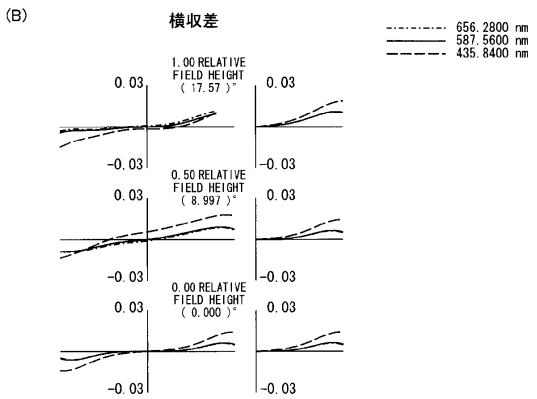 (B)
横収差
656.2800 nm
587.5600 nm
435.8400 nm
1.00 RELATIVE
FIELD HEIGHT
( 17.57 )°
0.03
0.03
-0.03
-0.03
0.50 RELATIVE
FIELD HEIGHT
( 8.997 )°
0.03
0.03
-0.03
-0.03
0.00 RELATIVE
FIELD HEIGHT
( 0.000 )°
0.03
0.03
-0.03
-0.03